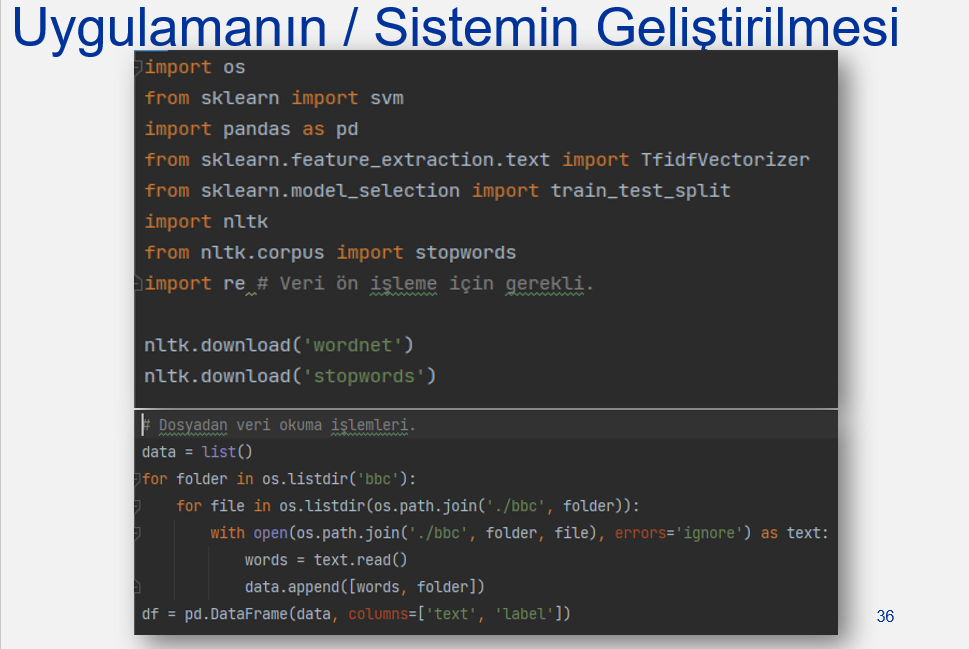 Uygulamanın / Sistemin Geliştirilmesi
import os
from sklearn import svm
import pandas as pd
from sklearn.feature_extraction.text import TfidfVectorizer
from sklearn.model_selection import train_test_split
import nltk
from nltk.corpus import stopwords
import re # Veri ön işleme için gerekli.
nltk.download('wordnet')
nltk.download('stopwords')
# Dosyadan veri okuma işlemleri.
data = list()
for folder in os.listdir('bbc'):
    for file in os.listdir(os.path.join('./bbc', folder)):
        with open(os.path.join('./bbc', folder, file), errors='ignore') as text:
            words = text.read()
            data.append([words, folder])
df = pd.DataFrame(data, columns=['text', 'label'])
36